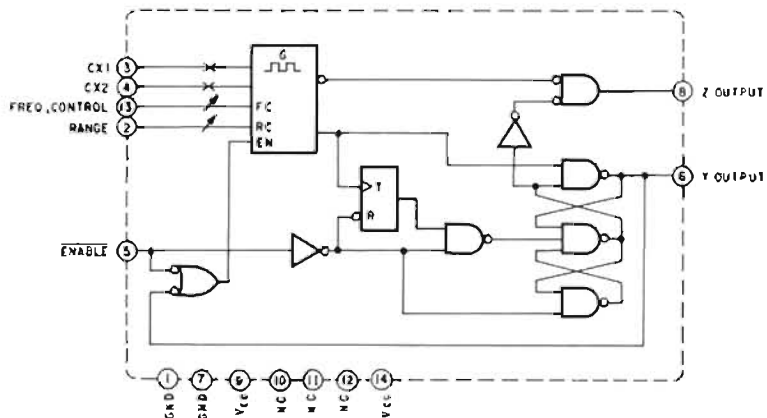 G
CX1 3
CX2 4
FREQ. CONTROL 13 FC
RANGE 2 RC
EN
8 Z OUTPUT
6 Y OUTPUT
T
R
ENABLE 5
1 7 9 10 11 12 14
GND GND VCC NC NC NC VCC